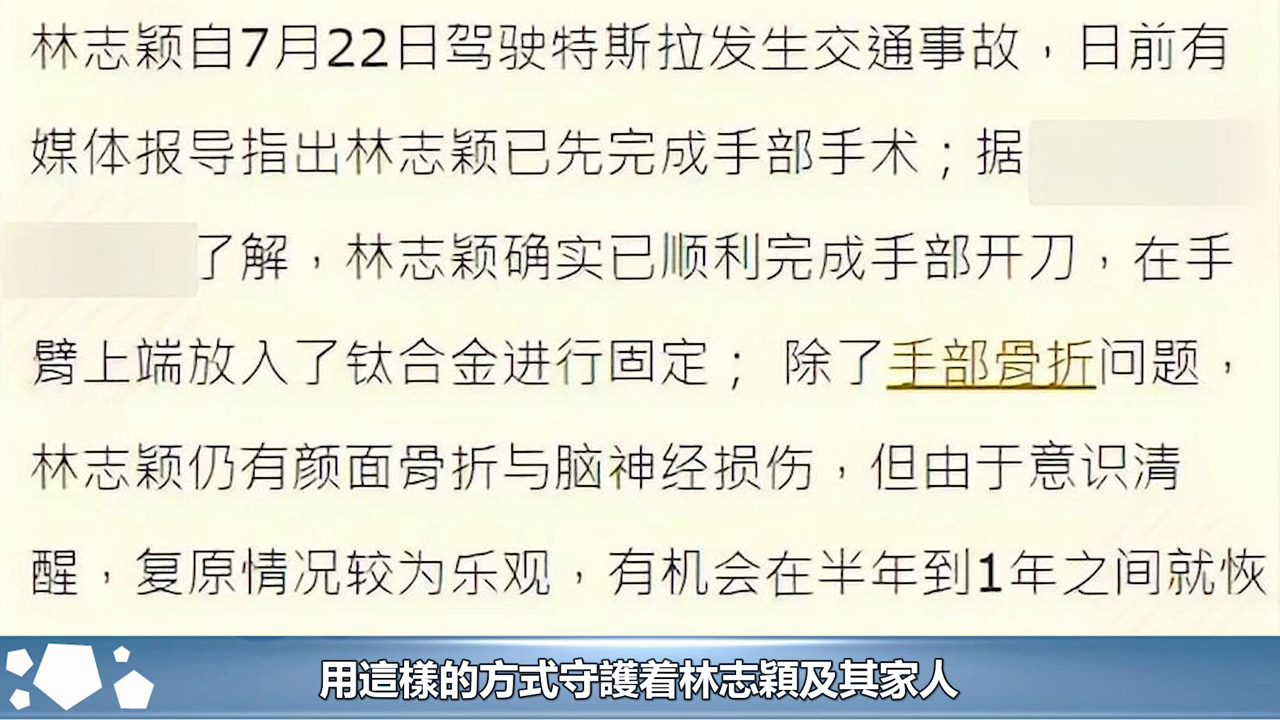 林志颖自7月22日驾驶特斯拉发生交通事故，日前有
媒体报导指出林志颖已先完成手部手术；据
了解，林志颖确实已顺利完成手部开刀，在手
臂上端放入了钛合金进行固定； 除了手部骨折问题，
林志颖仍有颜面骨折与脑神经损伤，但由于意识清
醒，复原情况较为乐观，有机会在半年到1年之间就恢
用這樣的方式守護着林志穎及其家人